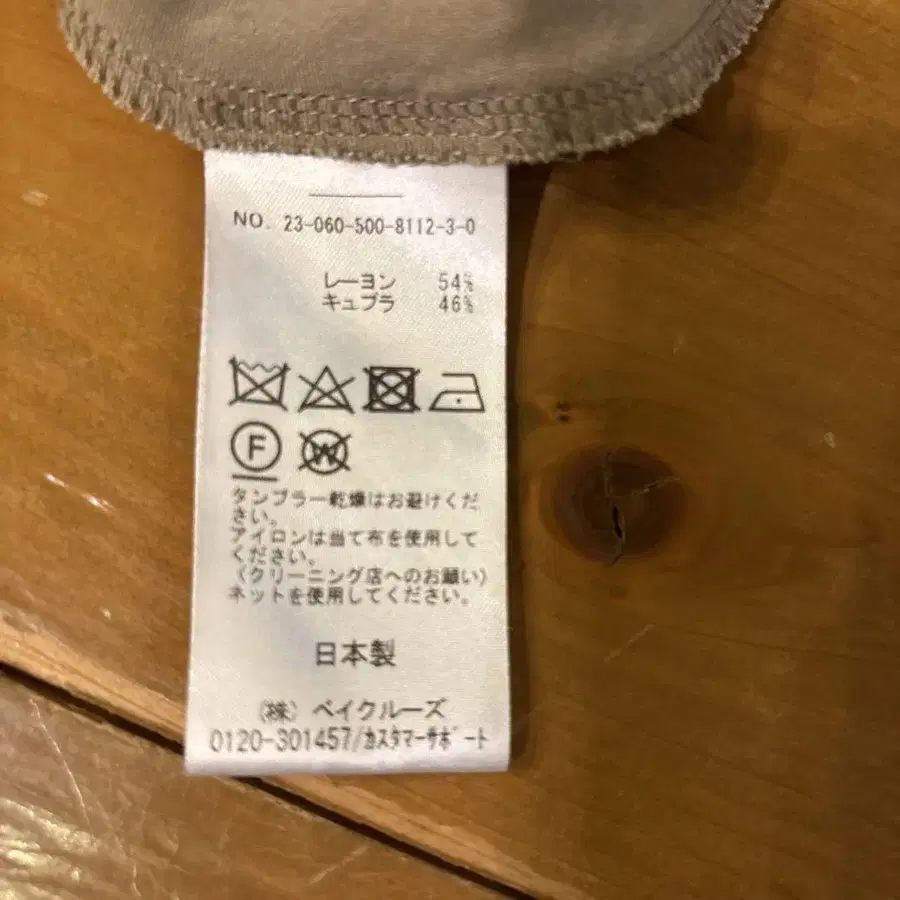 NO. 23-060-500-8112-3-0
レーヨン 54%
キュプラ 46%
F
W
タンブラー乾燥はお避けくだ
さい。
アイロンは当て布を使用して
ください。
(クリーニング店へのお願い)
ネットを使用してください。
日本製
(株) ベイクルーズ
0120-301457/カスタマーサポート